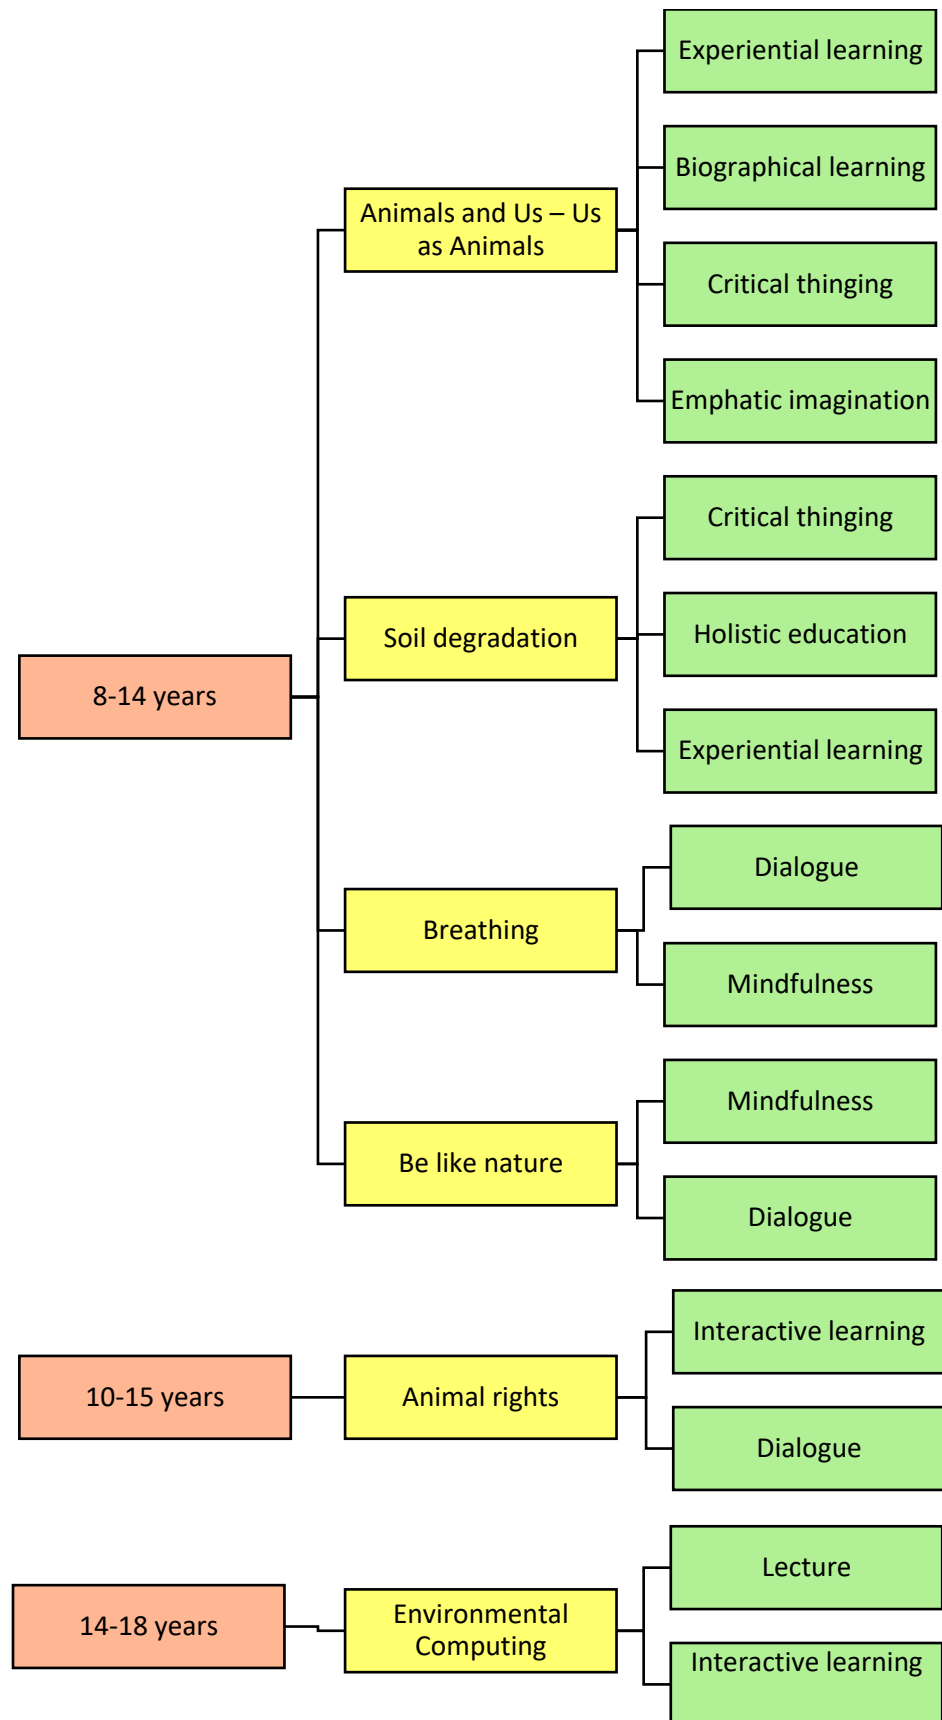 8-14 years
Animals and Us – Us
as Animals
Experiential learning
Biographical learning
Critical thinging
Emphatic imagination
Soil degradation
Critical thinging
Holistic education
Experiential learning
Breathing
Dialogue
Mindfulness
Be like nature
Mindfulness
Dialogue
10-15 years
Animal rights
Interactive learning
Dialogue
14-18 years
Environmental
Computing
Lecture
Interactive learning